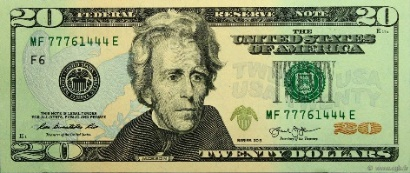 20 FEDERAL RESERVE NOTE 20
THE
UNITED STATES
OF AMERICA
MF 77761444 E
F6
THIS NOTE IS LEGAL TENDER
FOR ALL DEBTS, PUBLIC AND PRIVATE
MF 77761444 E
20
20 TWENTY DOLLARS